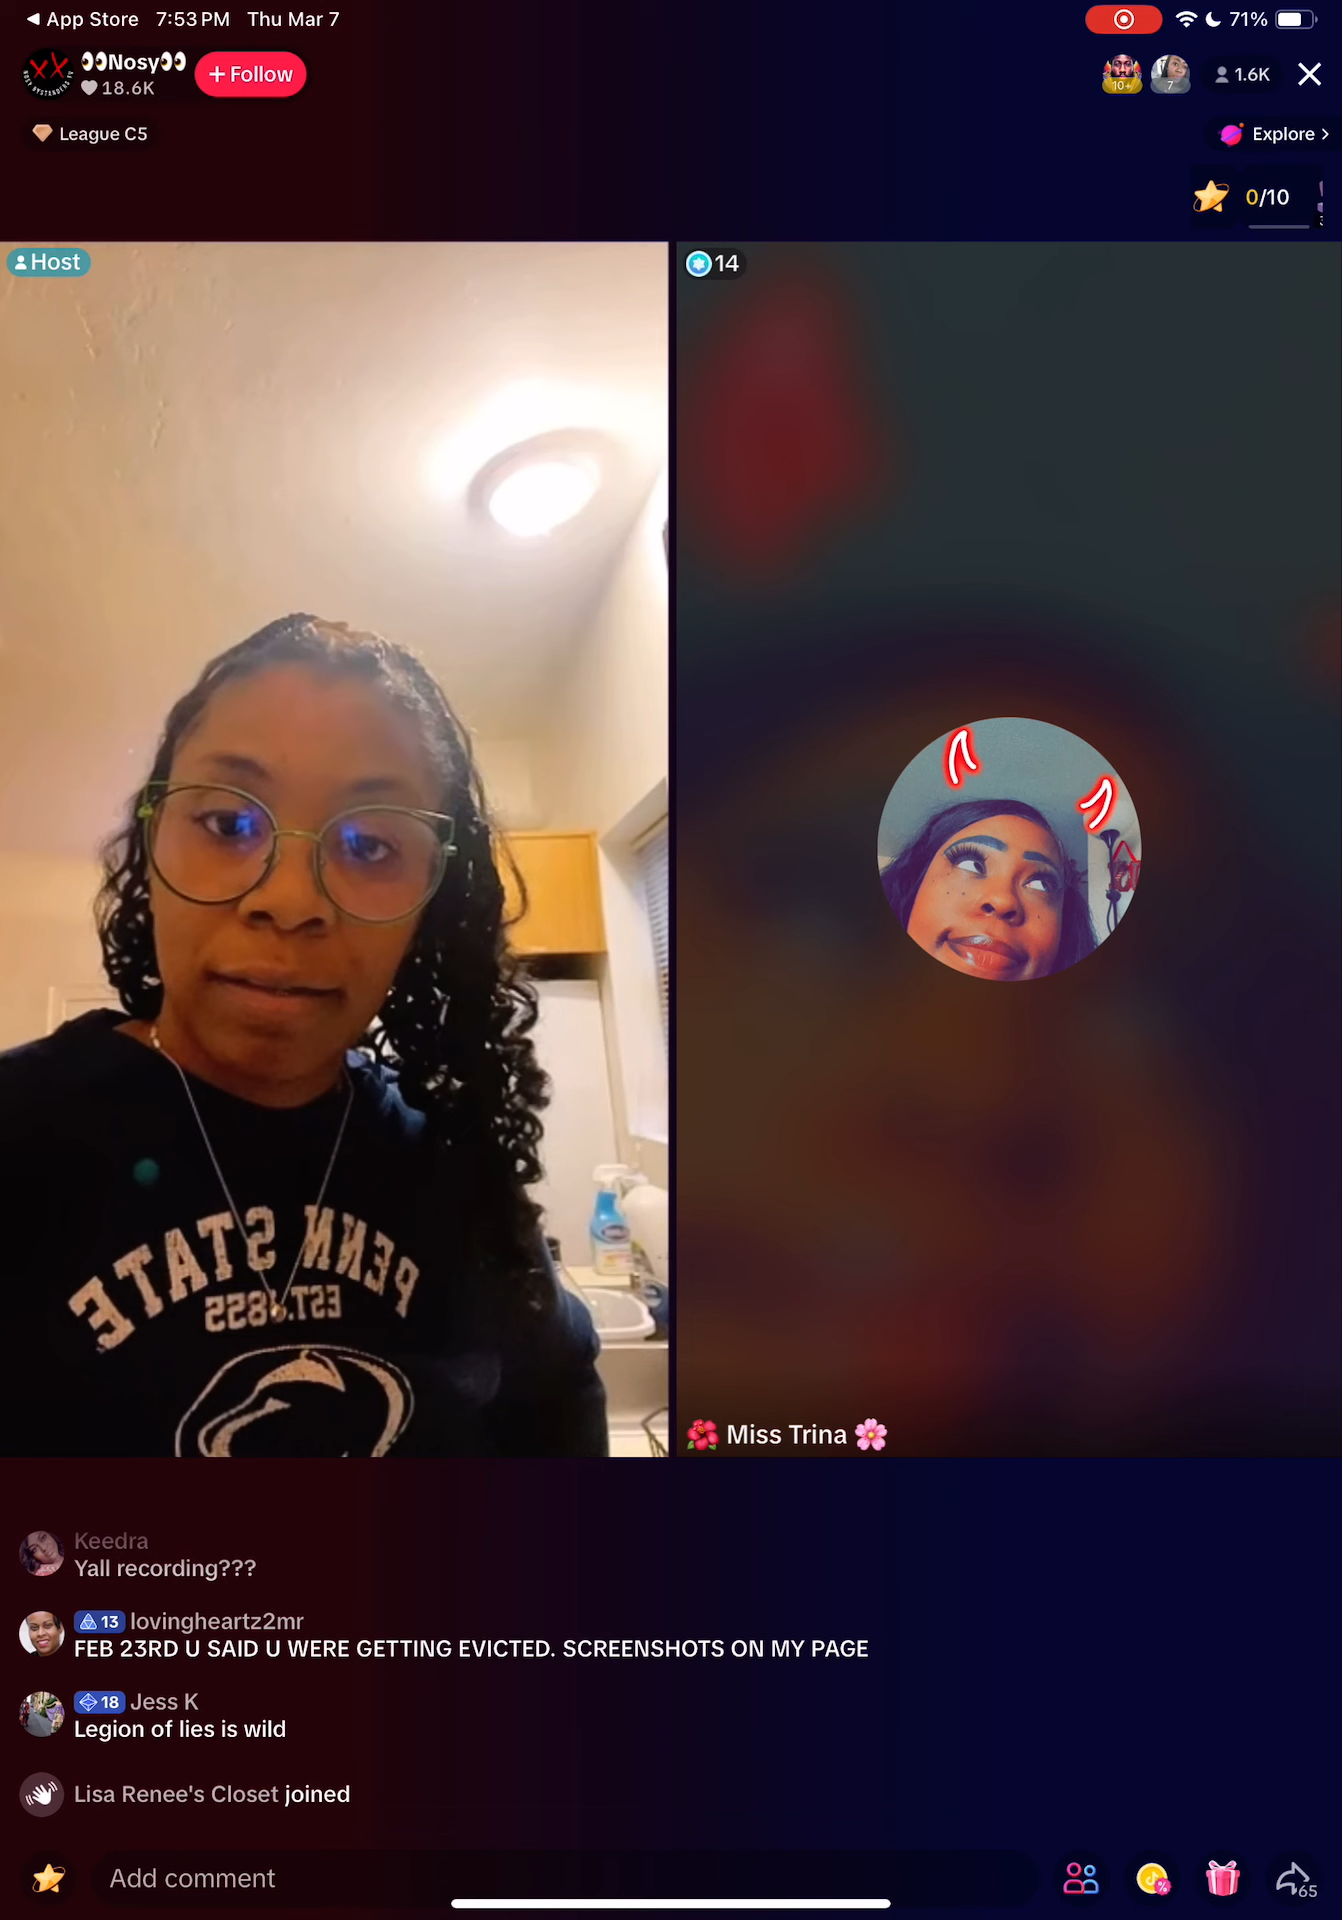 App Store 7:53 PM Thu Mar 7
71%
👀Nosy👀
18.6K
+ Follow
10+
7
1.6K
League C5
Explore >
0/10
Host
14
PENN STATE
EST. 1855
🌺 Miss Trina 🌸
Keedra
Yall recording???
13 lovingheartz2mr
FEB 23RD U SAID U WERE GETTING EVICTED. SCREENSHOTS ON MY PAGE
18 Jess K
Legion of lies is wild
Lisa Renee's Closet joined
Add comment
65